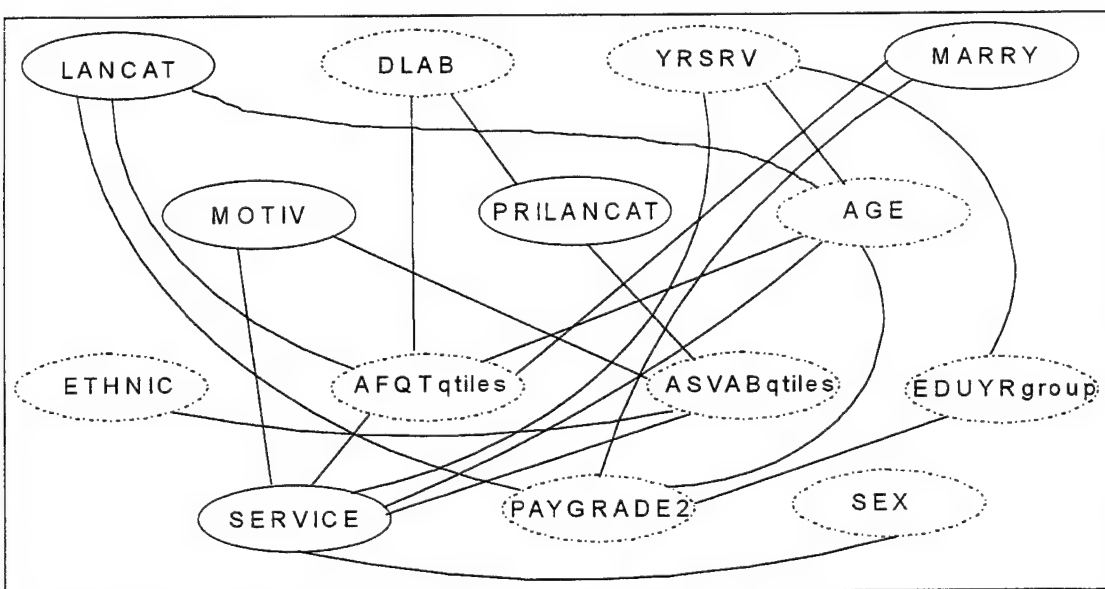 LANCAT
DLAB
YRSRV
MARRY
MOTIV
PRILANCAT
AGE
ETHNIC
AFQTqtiles
ASVABqtiles
EDUYRgroup
SERVICE
PAYGRADE2
SEX